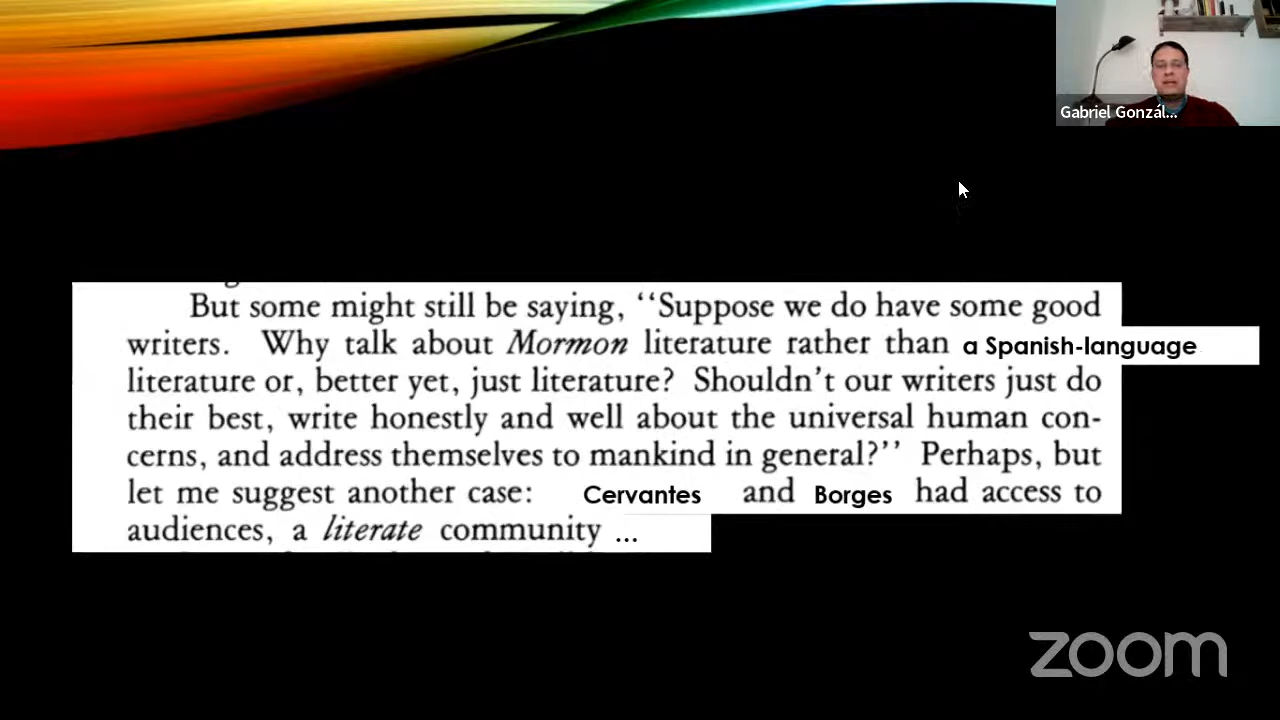 Gabriel Gonzál...
But some might still be saying, ‘‘Suppose we do have some good
writers. Why talk about Mormon literature rather than a Spanish-language
literature or, better yet, just literature? Shouldn’t our writers just do
their best, write honestly and well about the universal human con-
cerns, and address themselves to mankind in general?’’ Perhaps, but
let me suggest another case: Cervantes and Borges had access to
audiences, a literate community ...
zoom